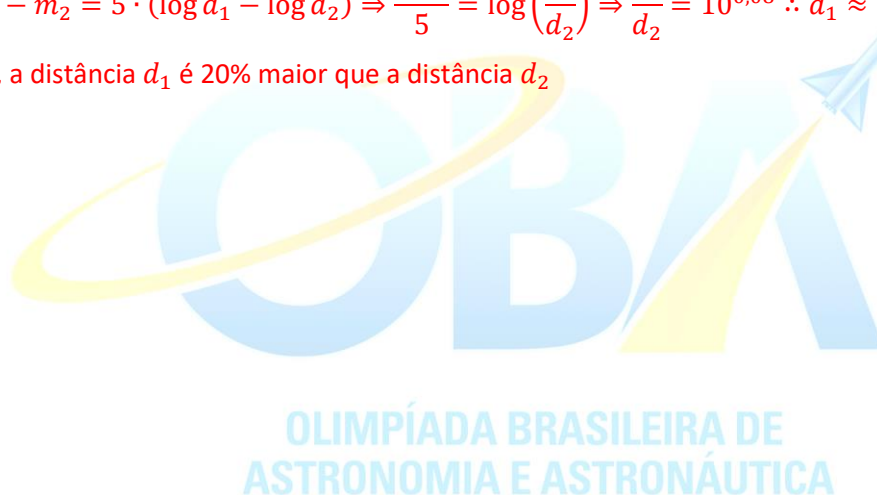 − m₂ = 5 · (log d₁ − log d₂) ⇒ —/5 = log(—/d₂) ⇒ —/d₂ = 10 ∴ d₁ ≈
, a distância d₁ é 20% maior que a distância d₂
OBA
OLIMPÍADA BRASILEIRA DE
ASTRONOMIA E ASTRONÁUTICA